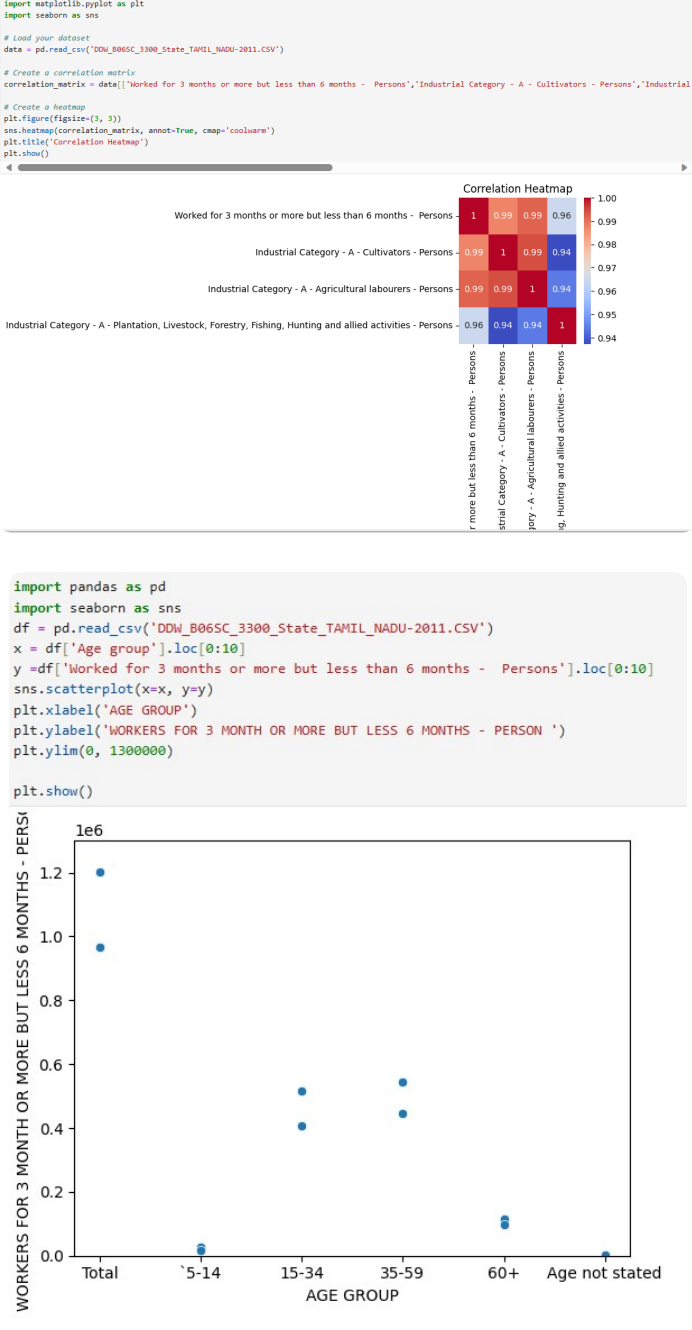 import matplotlib.pyplot as plt
import seaborn as sns
# Load your dataset
data = pd.read_csv('DDW_B06SC_3300_State_TAMIL_NADU-2011.CSV')
# Create a correlation matrix
correlation_matrix = data[['Worked for 3 months or more but less than 6 months -  Persons','Industrial Category - A - Cultivators - Persons','Industrial
# Create a heatmap
plt.figure(figsize=(3, 3))
sns.heatmap(correlation_matrix, annot=True, cmap='coolwarm')
plt.title('Correlation Heatmap')
plt.show()
Correlation Heatmap
Worked for 3 months or more but less than 6 months -  Persons
1 0.99 0.99 0.96
Industrial Category - A - Cultivators - Persons
0.99 1 0.99 0.94
Industrial Category - A - Agricultural labourers - Persons
0.99 0.99 1 0.94
Industrial Category - A - Plantation, Livestock, Forestry, Fishing, Hunting and allied activities - Persons
0.96 0.94 0.94 1
1.00
0.99
0.98
0.97
0.96
0.95
0.94
r more but less than 6 months -  Persons
strial Category - A - Cultivators - Persons
gory - A - Agricultural labourers - Persons
g, Hunting and allied activities - Persons
import pandas as pd
import seaborn as sns
df = pd.read_csv('DDW_B06SC_3300_State_TAMIL_NADU-2011.CSV')
x = df['Age group'].loc[0:10]
y =df['Worked for 3 months or more but less than 6 months -  Persons'].loc[0:10]
sns.scatterplot(x=x, y=y)
plt.xlabel('AGE GROUP')
plt.ylabel('WORKERS FOR 3 MONTH OR MORE BUT LESS 6 MONTHS - PERSON ')
plt.ylim(0, 1300000)
plt.show()
1e6
WORKERS FOR 3 MONTH OR MORE BUT LESS 6 MONTHS - PERSO
1.2
1.0
0.8
0.6
0.4
0.2
0.0
Total `5-14 15-34 35-59 60+ Age not stated
AGE GROUP